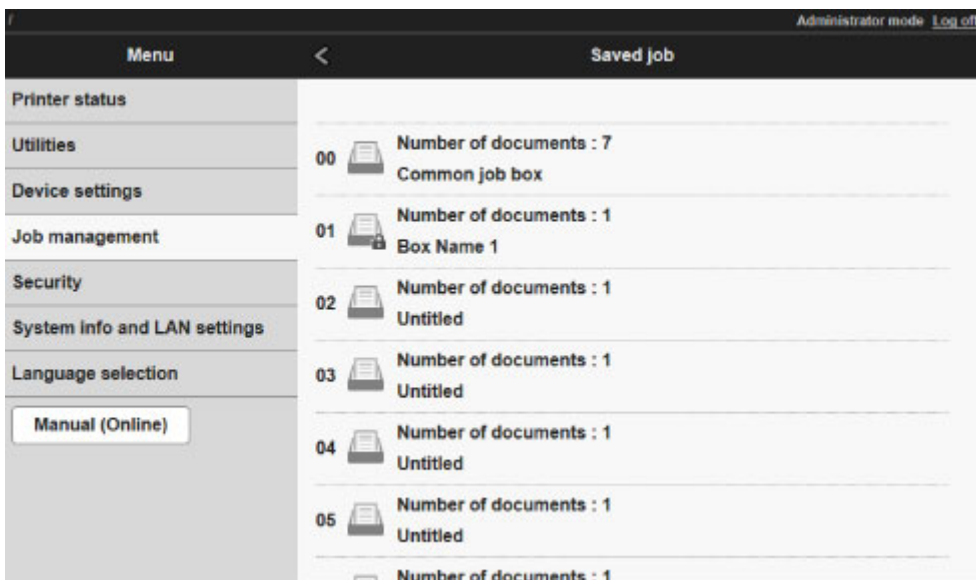 Administrator mode Log off
Menu
<
Saved job
Printer status
Utilities
Device settings
Job management
Security
System info and LAN settings
Language selection
Manual (Online)
00
Number of documents : 7
Common job box
01
Number of documents : 1
Box Name 1
02
Number of documents : 1
Untitled
03
Number of documents : 1
Untitled
04
Number of documents : 1
Untitled
05
Number of documents : 1
Untitled
Number of documents : 1